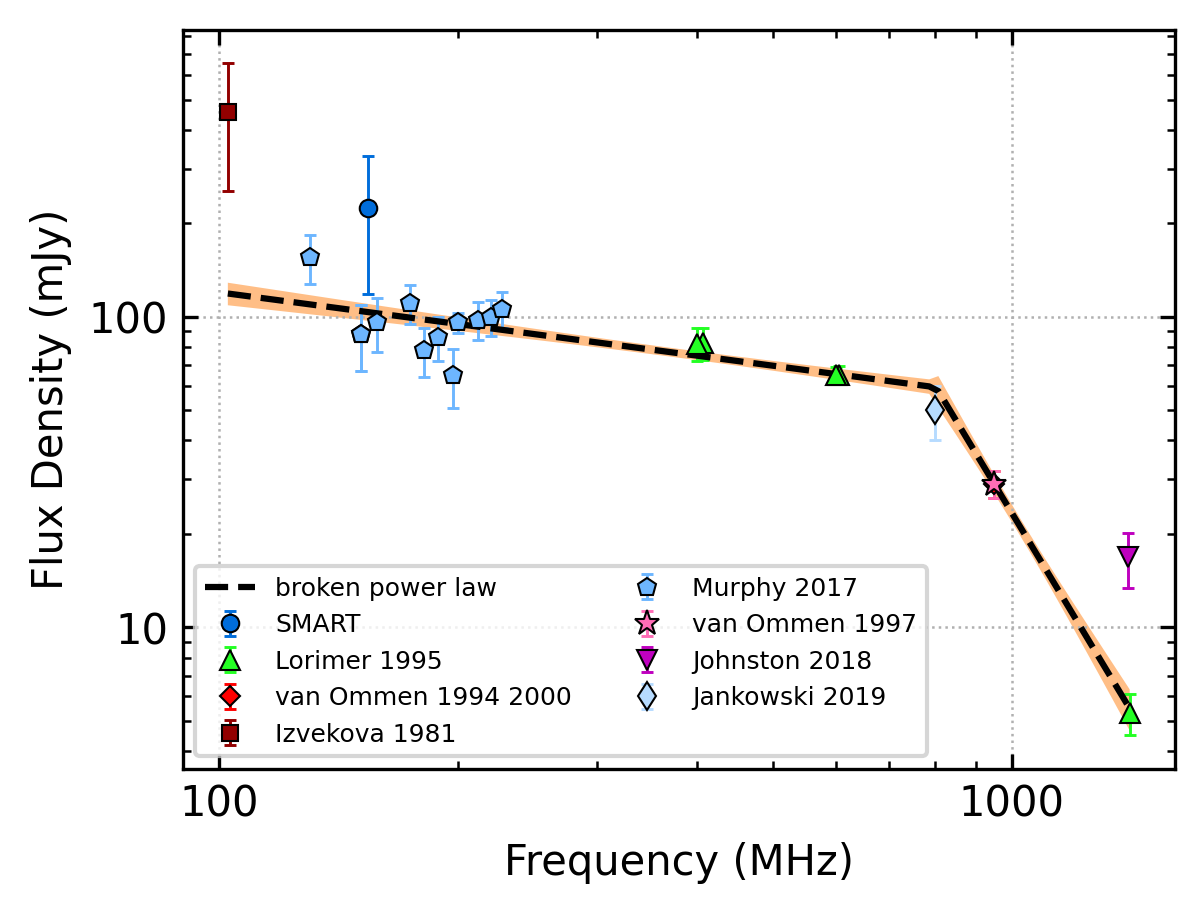 Flux Density (mJy)
100
10
broken power law
SMART
Lorimer 1995
van Ommen 1994 2000
Izvekova 1981
Murphy 2017
van Ommen 1997
Johnston 2018
Jankowski 2019
100
1000
Frequency (MHz)